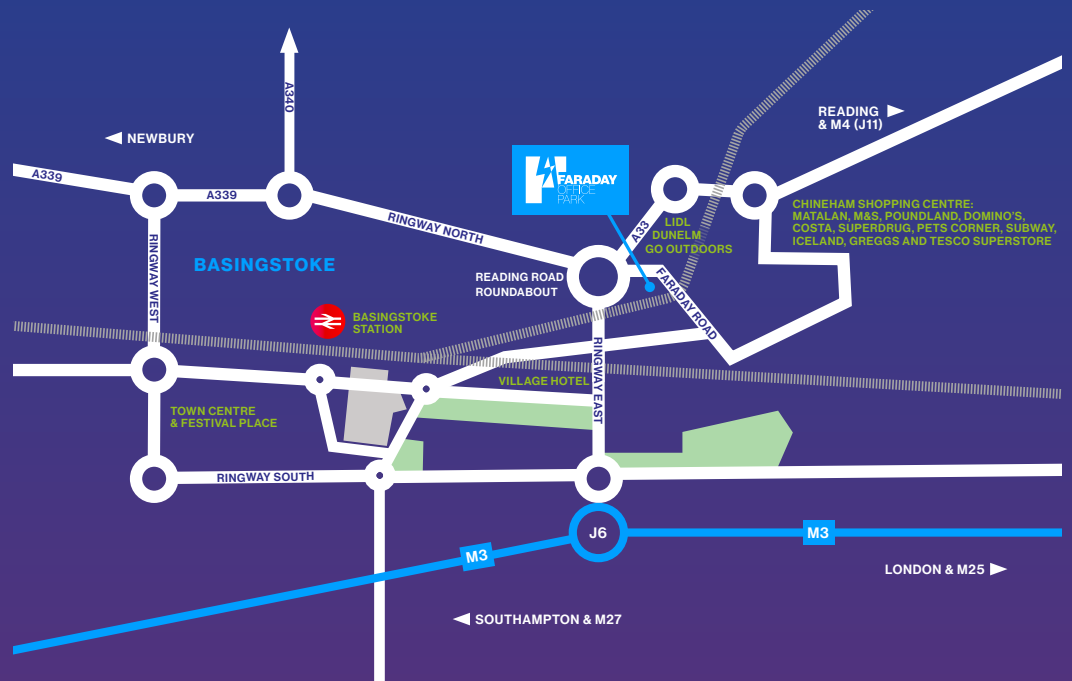 A340
READING
& M4 (J11)
NEWBURY
A339
A339
FARADAY
OFFICE
PARK
CHINEHAM SHOPPING CENTRE:
MATALAN, M&S, POUNDLAND, DOMINO'S,
COSTA, SUPERDRUG, PETS CORNER, SUBWAY,
ICELAND, GREGGS AND TESCO SUPERSTORE
RINGWAY NORTH
A33
LIDL
DUNELM
GO OUTDOORS
RINGWAY WEST
BASINGSTOKE
READING ROAD
ROUNDABOUT
FARADAY ROAD
BASINGSTOKE
STATION
RINGWAY EAST
VILLAGE HOTEL
TOWN CENTRE
& FESTIVAL PLACE
RINGWAY SOUTH
J6
M3
M3
LONDON & M25
SOUTHAMPTON & M27